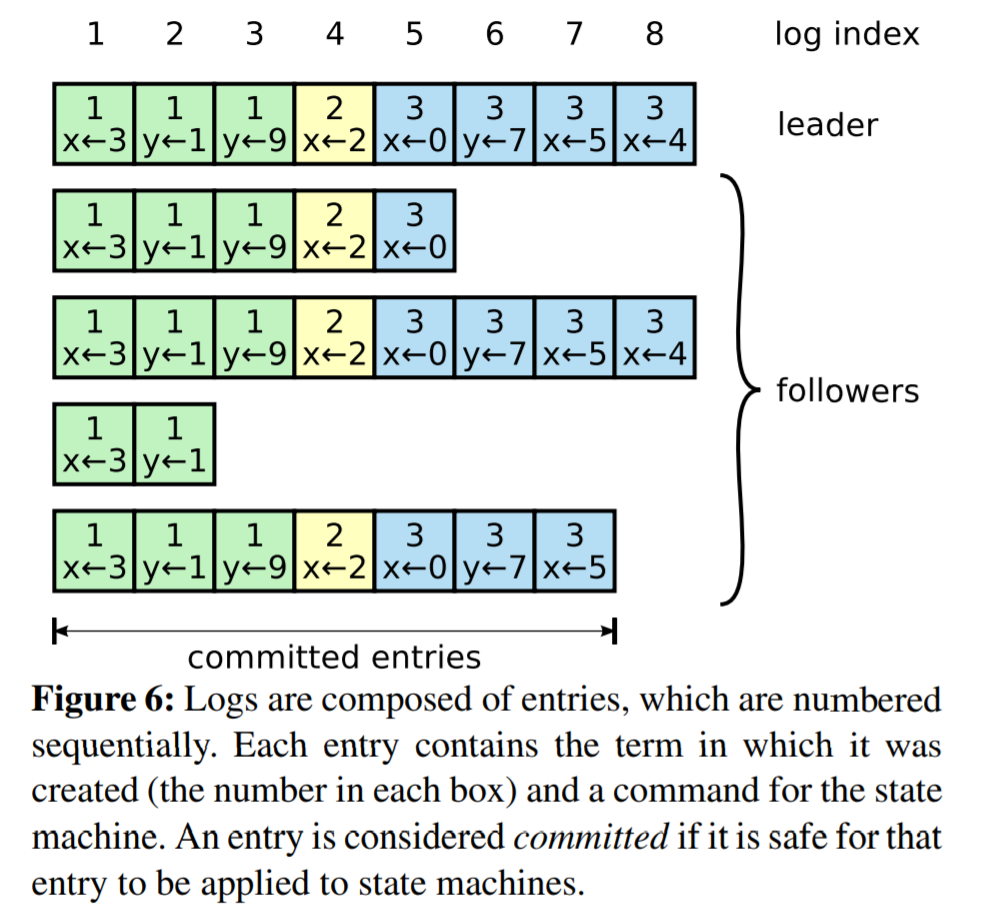 1 2 3 4 5 6 7 8 log index
1 1 1 2 3 3 3 3
x←3 y←1 y←9 x←2 x←0 y←7 x←5 x←4
leader
1 1 1 2 3
x←3 y←1 y←9 x←2 x←0
1 1 1 2 3 3 3 3
x←3 y←1 y←9 x←2 x←0 y←7 x←5 x←4
followers
1 1
x←3 y←1
1 1 1 2 3 3 3
x←3 y←1 y←9 x←2 x←0 y←7 x←5
committed entries
Figure 6: Logs are composed of entries, which are numbered
sequentially. Each entry contains the term in which it was
created (the number in each box) and a command for the state
machine. An entry is considered committed if it is safe for that
entry to be applied to state machines.